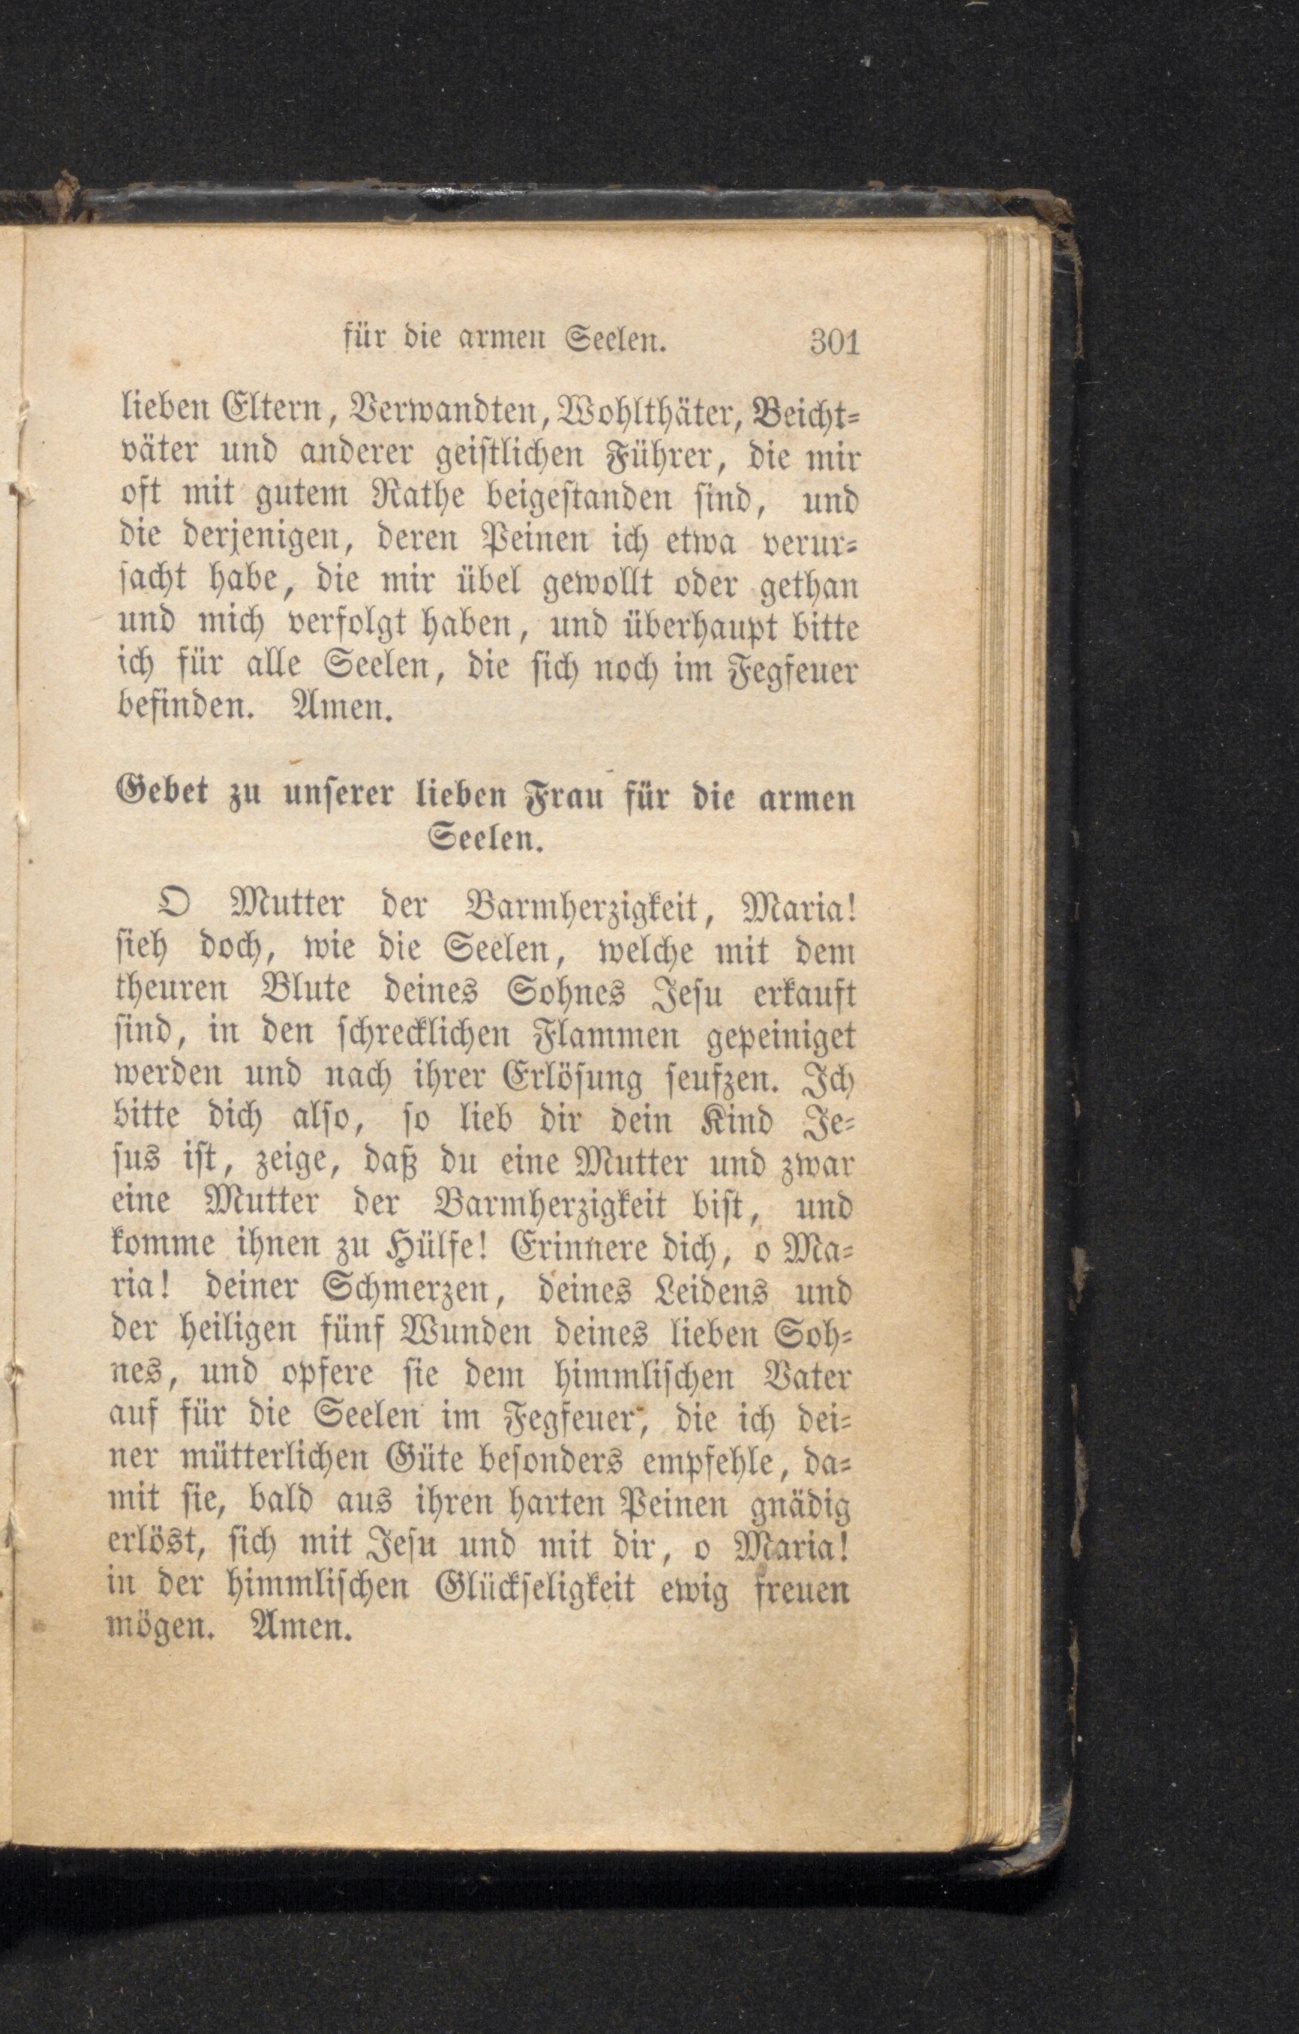 für die armen Seelen. 301
lieben Eltern, Verwandten, Wohlthäter, Beicht-
väter und anderer geistlichen Führer, die mir
oft mit gutem Rathe beigestanden sind, und
die derjenigen, deren Peinen ich etwa verur-
sacht habe, die mir übel gewollt oder gethan
und mich verfolgt haben, und überhaupt bitte
ich für alle Seelen, die sich noch im Fegfeuer
befinden. Amen.
Gebet zu unserer lieben Frau für die armen
Seelen.
O Mutter der Barmherzigkeit, Maria!
sieh doch, wie die Seelen, welche mit dem
theuren Blute deines Sohnes Jesu erkauft
sind, in den schrecklichen Flammen gepeiniget
werden und nach ihrer Erlösung seufzen. Ich
bitte dich also, so lieb dir dein Kind Je-
sus ist, zeige, daß du eine Mutter und zwar
eine Mutter der Barmherzigkeit bist, und
komme ihnen zu Hülfe! Erinnere dich, o Ma-
ria! deiner Schmerzen, deines Leidens und
der heiligen fünf Wunden deines lieben Soh-
nes, und opfere sie dem himmlischen Vater
auf für die Seelen im Fegfeuer, die ich dei-
ner mütterlichen Güte besonders empfehle, da-
mit sie, bald aus ihren harten Peinen gnädig
erlöst, sich mit Jesu und mit dir, o Maria!
in der himmlischen Glückseligkeit ewig freuen
mögen. Amen.